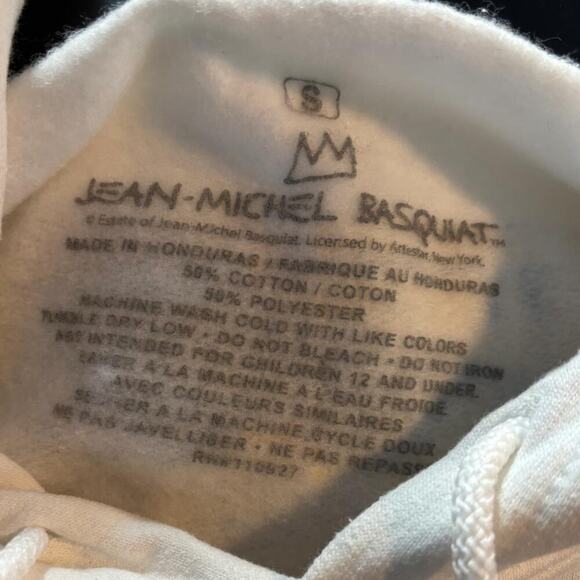 S
JEAN-MICHEL BASQUIAT™
© Estate of Jean-Michel Basquiat. Licensed by Artestar, New York.
MADE IN HONDURAS / FABRIQUE AU HONDURAS
50% COTTON / COTON
50% POLYESTER
MACHINE WASH COLD WITH LIKE COLORS
TUMBLE DRY LOW - DO NOT BLEACH - DO NOT IRON
NOT INTENDED FOR CHILDREN 12 AND UNDER.
LAVER A LA MACHINE A L'EAU FROIDE
AVEC COULEURS SIMILAIRES
SECHER A LA MACHINE, CYCLE DOUX
NE PAS JAVELLISER - NE PAS REPASS
RN#110927